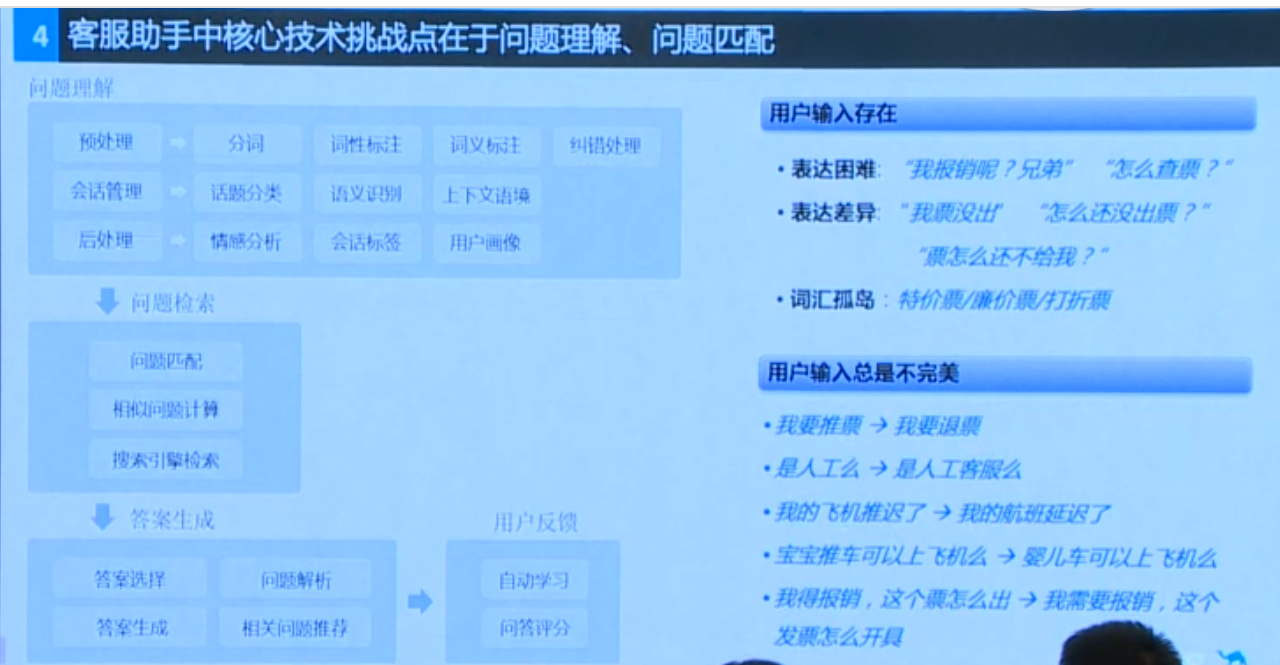 4 客服助手中核心技术挑战点在于问题理解、问题匹配
问题理解
预处理 分词 词性标注 词义标注 纠错处理
会话管理 话题分类 语义识别 上下文语境
后处理 情感分析 会话标签 用户画像
问题检索
问题匹配
相似问题计算
搜索引擎检索
答案生成
答案选择 问题解析
答案生成 相关问题推荐
用户反馈
自动学习
问答评分
用户输入存在
• 表达困难: “我报销呢？兄弟” “怎么查票？”
• 表达差异: “我票没出” “怎么还没出票？”
“票怎么还不给我？”
• 词汇孤岛：特价票/廉价票/打折票
用户输入总是不完美
• 我要推票 → 我要退票
• 是人工么 → 是人工客服么
• 我的飞机推迟了 → 我的航班延迟了
• 宝宝推车可以上飞机么 → 婴儿车可以上飞机么
• 我得报销，这个票怎么出 → 我需要报销，这个
发票怎么开具